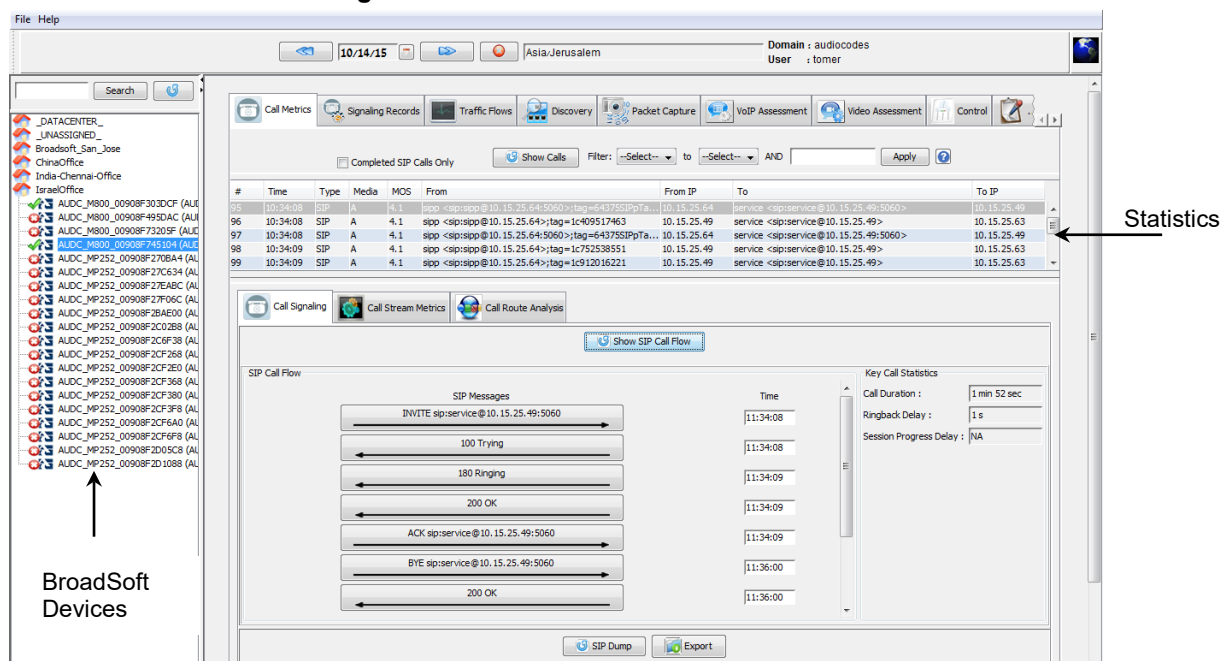 File Help
10/14/15
Asia/Jerusalem
Domain : audiocodes
User : tomer
Search
_DATACENTER_
_UNASSIGNED_
Broadsoft_San_Jose
ChinaOffice
India-Chennai-Office
IsraelOffice
AUDC_M800_00908F303DCF (AU
AUDC_M800_00908F495DAC (AU
AUDC_M800_00908F73205F (AUD
AUDC_M800_00908F745104 (AUD
AUDC_MP252_00908F270BA4 (AU
AUDC_MP252_00908F27C634 (AU
AUDC_MP252_00908F27EABC (AU
AUDC_MP252_00908F27F06C (AU
AUDC_MP252_00908F2BAE00 (AU
AUDC_MP252_00908F2C02B8 (AU
AUDC_MP252_00908F2C6F38 (AU
AUDC_MP252_00908F2CF268 (AU
AUDC_MP252_00908F2CF2E0 (AU
AUDC_MP252_00908F2CF368 (AU
AUDC_MP252_00908F2CF380 (AU
AUDC_MP252_00908F2CF3F8 (AU
AUDC_MP252_00908F2CF6A0 (AU
AUDC_MP252_00908F2CF6F8 (AU
AUDC_MP252_00908F2D05C8 (AU
AUDC_MP252_00908F2D1088 (AU
BroadSoft
Devices
Call Metrics Signaling Records Traffic Flows Discovery Packet Capture VoIP Assessment Video Assessment Control
Completed SIP Calls Only Show Calls Filter: --Select-- to --Select-- AND Apply
# Time Type Media MOS From From IP To To IP
95 10:34:08 SIP A 4.1 sipp <sip:sipp@10.15.25.64:5060>;tag=64375SIPpTa... 10.15.25.64 service <sip:service@10.15.25.49:5060> 10.15.25.49
96 10:34:08 SIP A 4.1 sipp <sip:sipp@10.15.25.64>;tag=1c409517463 10.15.25.49 service <sip:service@10.15.25.49> 10.15.25.63
97 10:34:08 SIP A 4.1 sipp <sip:sipp@10.15.25.64:5060>;tag=64377SIPpTa... 10.15.25.64 service <sip:service@10.15.25.49:5060> 10.15.25.49
98 10:34:09 SIP A 4.1 sipp <sip:sipp@10.15.25.64>;tag=1c752538551 10.15.25.49 service <sip:service@10.15.25.49> 10.15.25.63
99 10:34:09 SIP A 4.1 sipp <sip:sipp@10.15.25.64>;tag=1c912016221 10.15.25.49 service <sip:service@10.15.25.49> 10.15.25.63
Statistics
Call Signaling Call Stream Metrics Call Route Analysis
Show SIP Call Flow
SIP Call Flow
SIP Messages Time
INVITE sip:service@10.15.25.49:5060 11:34:08
100 Trying 11:34:08
180 Ringing 11:34:09
200 OK 11:34:09
ACK sip:service@10.15.25.49:5060 11:34:09
BYE sip:service@10.15.25.49:5060 11:36:00
200 OK 11:36:00
Key Call Statistics
Call Duration : 1 min 52 sec
Ringback Delay : 1 s
Session Progress Delay : NA
SIP Dump Export